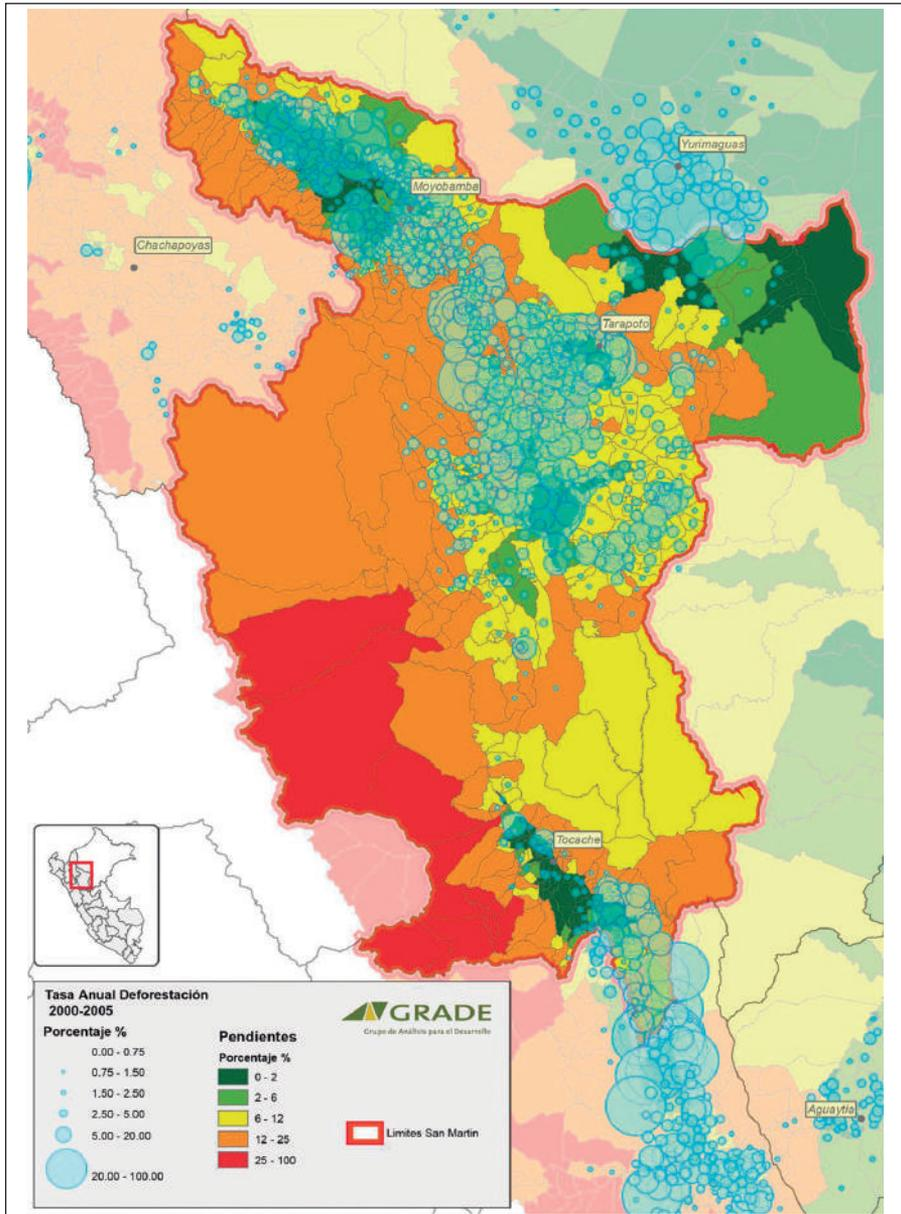 Yurimaguas
Moyobamba
Chachapoyas
Tarapoto
Tocache
Aguaytia
Tasa Anual Deforestación
2000-2005
Porcentaje %
0.00 - 0.75
0.75 - 1.50
1.50 - 2.50
2.50 - 5.00
5.00 - 20.00
20.00 - 100.00
GRADE
Grupo de Análisis para el Desarrollo
Pendientes
Porcentaje %
0 - 2
2 - 6
6 - 12
12 - 25
25 - 100
Limites San Martin